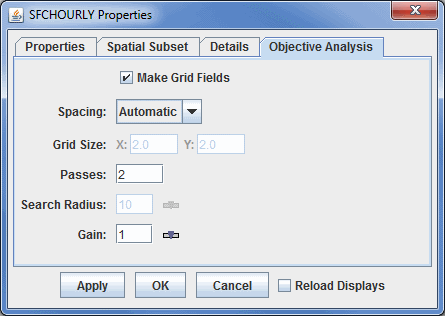 SFCHOURLY Properties
Properties Spatial Subset Details Objective Analysis
Make Grid Fields
Spacing: Automatic
Grid Size: X: 2.0 Y: 2.0
Passes: 2
Search Radius: 10
Gain: 1
Apply OK Cancel Reload Displays